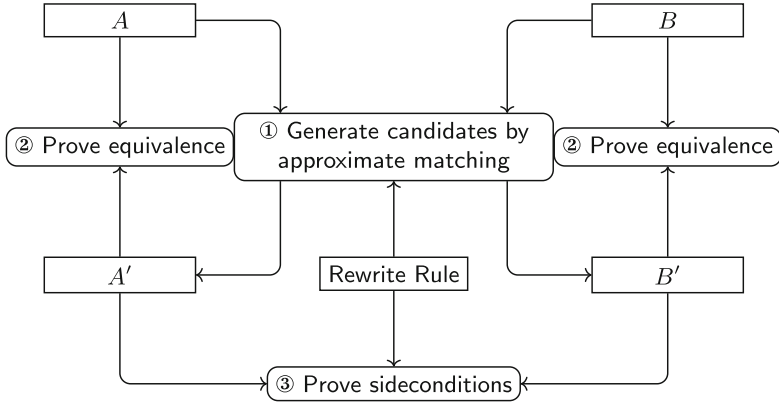 A
B
① Generate candidates by
approximate matching
② Prove equivalence
② Prove equivalence
A′
Rewrite Rule
B′
③ Prove sideconditions